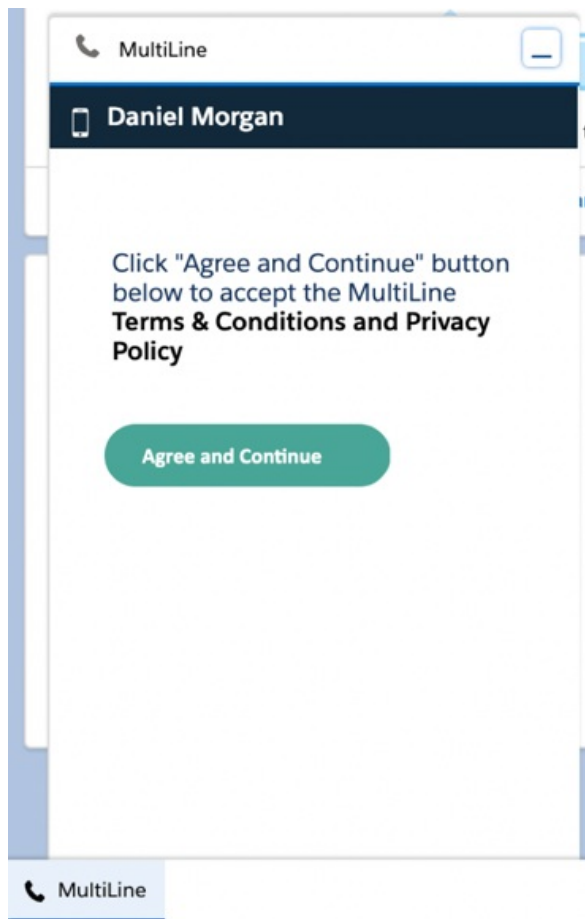 MultiLine
Daniel Morgan
Click "Agree and Continue" button
below to accept the MultiLine
Terms & Conditions and Privacy
Policy
Agree and Continue
MultiLine